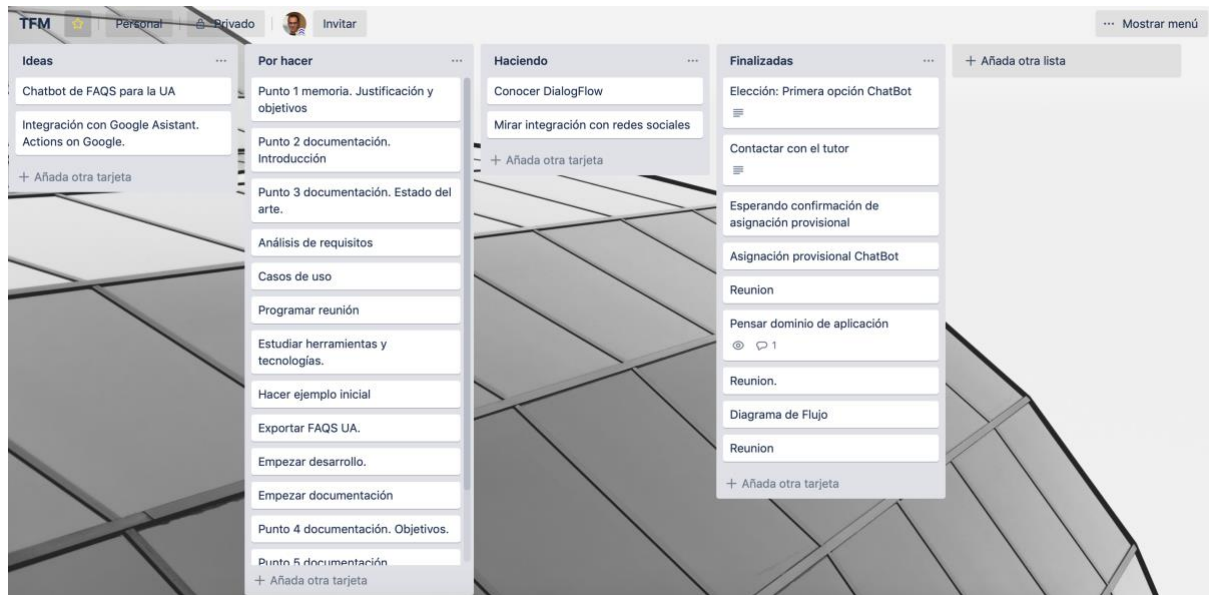 TFM
Personal
Privado
Invitar
··· Mostrar menú
Ideas
Chatbot de FAQS para la UA
Integración con Google Asistant.
Actions on Google.
+ Añada otra tarjeta
Por hacer
Punto 1 memoria. Justificación y
objetivos
Punto 2 documentación.
Introducción
Punto 3 documentación. Estado del
arte.
Análisis de requisitos
Casos de uso
Programar reunión
Estudiar herramientas y
tecnologías.
Hacer ejemplo inicial
Exportar FAQS UA.
Empezar desarrollo.
Empezar documentación
Punto 4 documentación. Objetivos.
Punto 5 documentación
+ Añada otra tarjeta
Haciendo
Conocer DialogFlow
Mirar integración con redes sociales
+ Añada otra tarjeta
Finalizadas
Elección: Primera opción ChatBot
Contactar con el tutor
Esperando confirmación de
asignación provisional
Asignación provisional ChatBot
Reunion
Pensar dominio de aplicación
1
Reunion.
Diagrama de Flujo
Reunion
+ Añada otra tarjeta
+ Añada otra lista